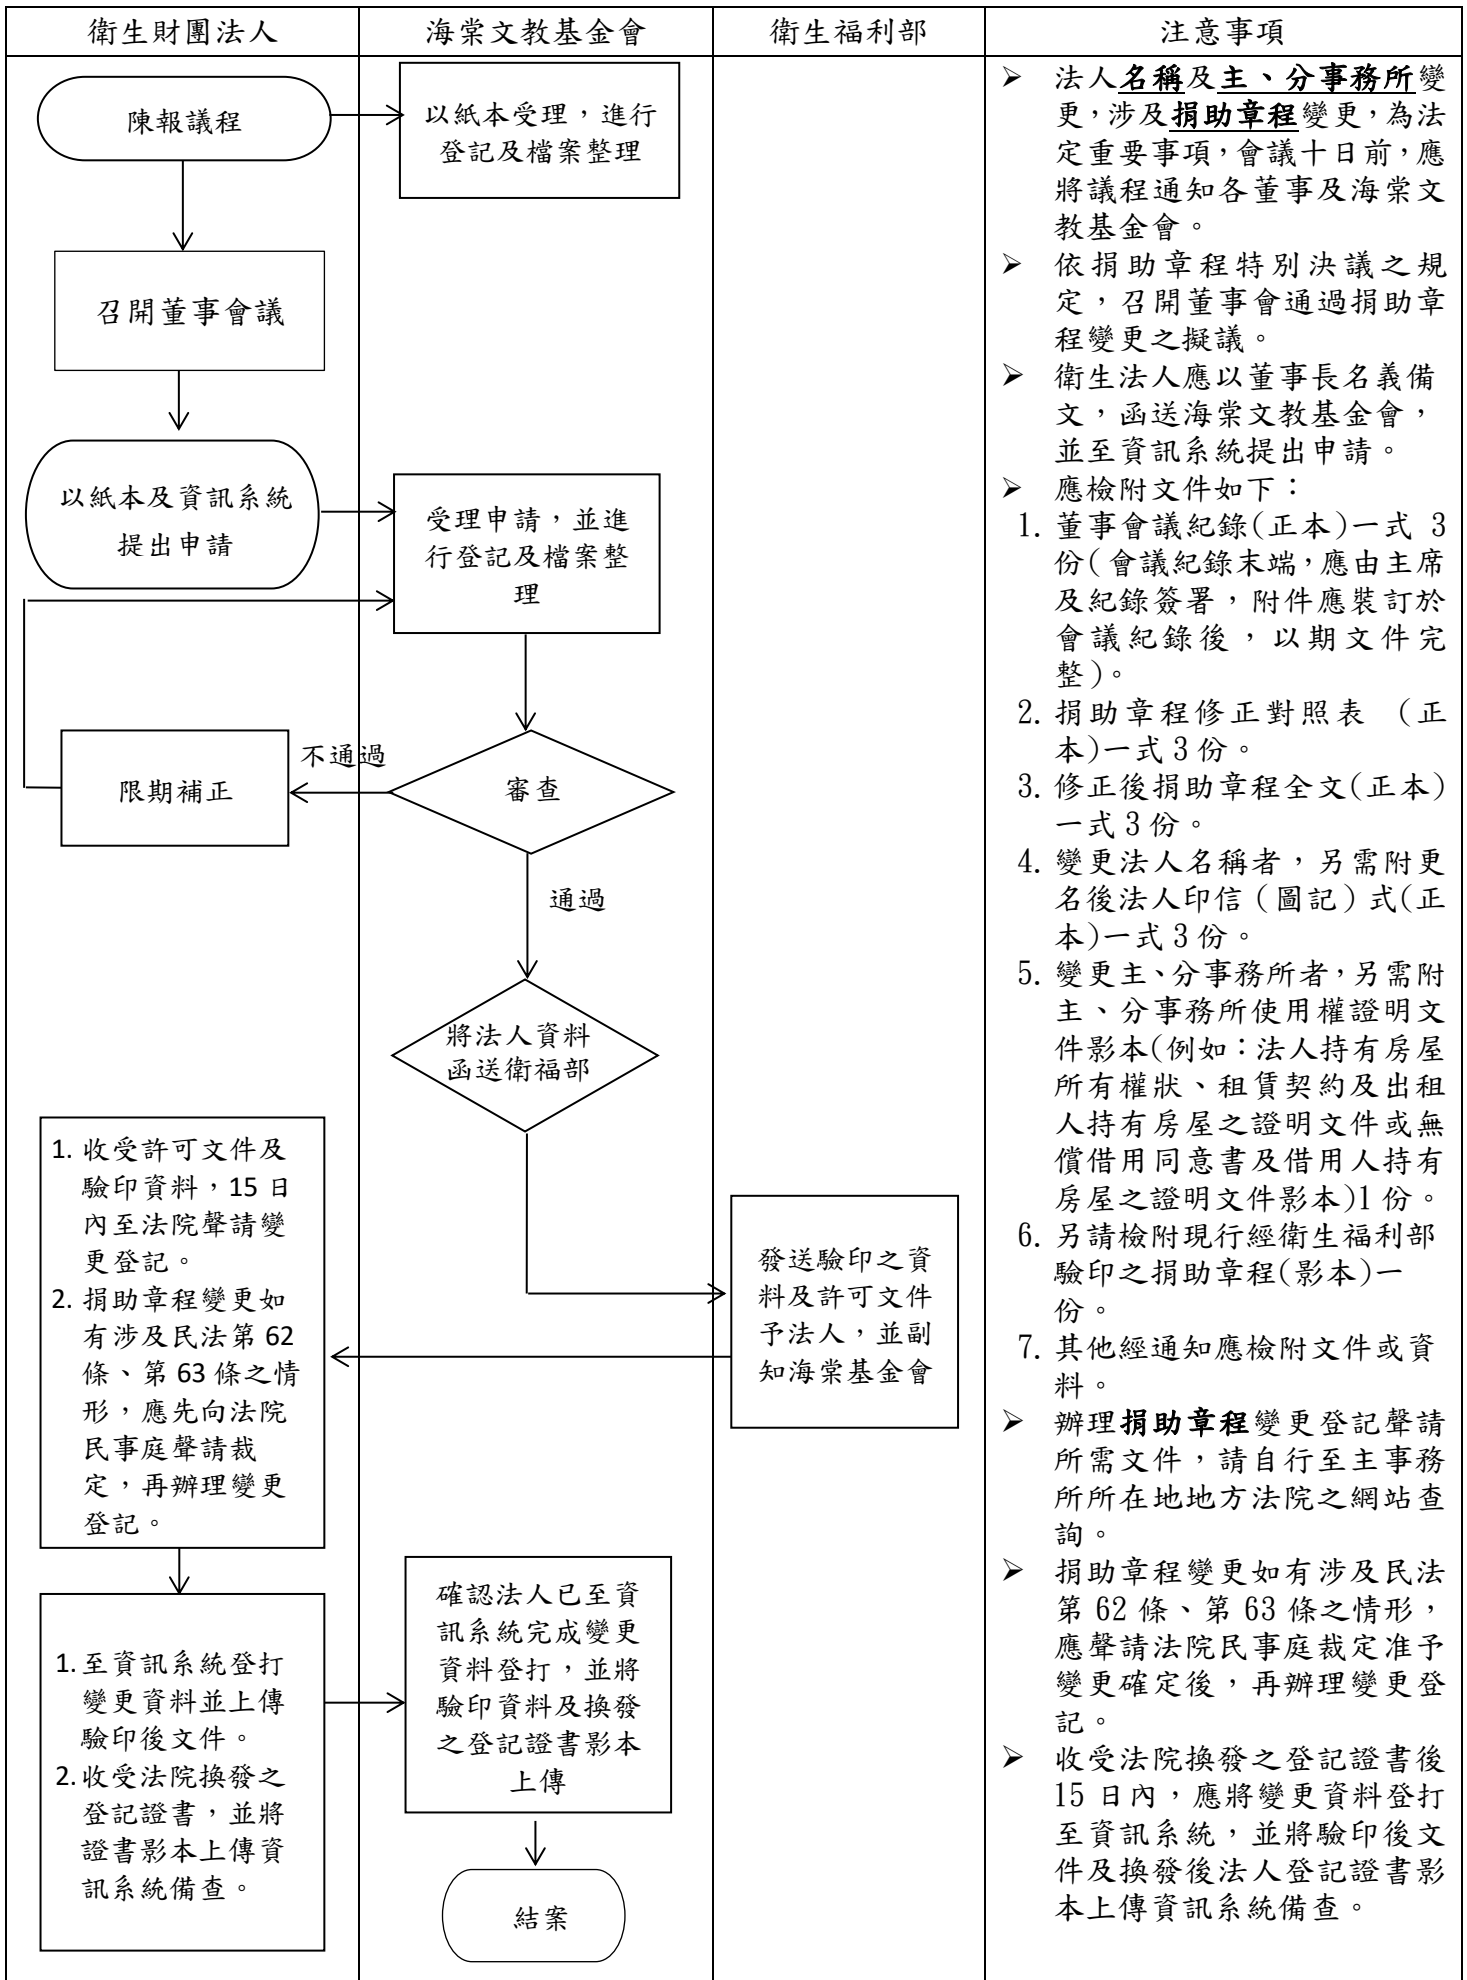 衛生財團法人
海棠文教基金會
衛生福利部
注意事項
陳報議程
以紙本受理，進行
登記及檔案整理
召開董事會議
以紙本及資訊系統
提出申請
受理申請，並進
行登記及檔案整
理
不通過
限期補正
審查
通過
將法人資料
函送衛福部
發送驗印之資
料及許可文件
予法人，並副
知海棠基金會
1. 收受許可文件及
驗印資料，15 日
內至法院聲請變
更登記。
2. 捐助章程變更如
有涉及民法第 62
條、第 63 條之情
形，應先向法院
民事庭聲請裁
定，再辦理變更
登記。
1. 至資訊系統登打
變更資料並上傳
驗印後文件。
2. 收受法院換發之
登記證書，並將
證書影本上傳資
訊系統備查。
確認法人已至資
訊系統完成變更
資料登打，並將
驗印資料及換發
之登記證書影本
上傳
結案
➢ 法人名稱及主、分事務所變
更，涉及捐助章程變更，為法
定重要事項，會議十日前，應
將議程通知各董事及海棠文
教基金會。
➢ 依捐助章程特別決議之規
定，召開董事會通過捐助章
程變更之擬議。
➢ 衛生法人應以董事長名義備
文，函送海棠文教基金會，
並至資訊系統提出申請。
➢ 應檢附文件如下：
1. 董事會議紀錄(正本)一式 3
份(會議紀錄末端，應由主席
及紀錄簽署，附件應裝訂於
會議紀錄後，以期文件完
整)。
2. 捐助章程修正對照表 (正
本)一式 3 份。
3. 修正後捐助章程全文(正本)
一式 3 份。
4. 變更法人名稱者，另需附更
名後法人印信（圖記）式(正
本)一式 3 份。
5. 變更主、分事務所者，另需附
主、分事務所使用權證明文
件影本(例如：法人持有房屋
所有權狀、租賃契約及出租
人持有房屋之證明文件或無
償借用同意書及借用人持有
房屋之證明文件影本)1 份。
6. 另請檢附現行經衛生福利部
驗印之捐助章程(影本)一
份。
7. 其他經通知應檢附文件或資
料。
➢ 辦理捐助章程變更登記聲請
所需文件，請自行至主事務
所所在地地方法院之網站查
詢。
➢ 捐助章程變更如有涉及民法
第 62 條、第 63 條之情形，
應聲請法院民事庭裁定准予
變更確定後，再辦理變更登
記。
➢ 收受法院換發之登記證書後
15 日內，應將變更資料登打
至資訊系統，並將驗印後文
件及換發後法人登記證書影
本上傳資訊系統備查。